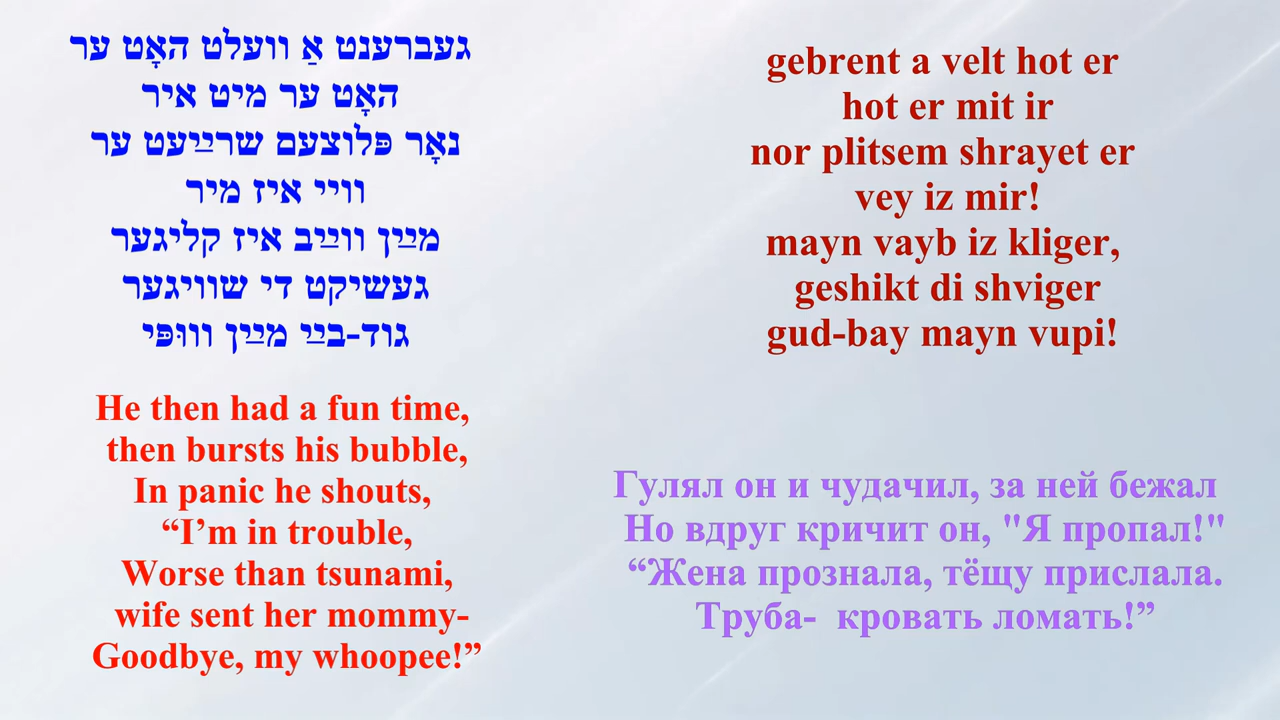 געברענט אַ וועלט האָט ער
האָט ער מיט איר
נאָר פּלוצעם שרײַעט ער
וויי איז מיר
מײַן ווײַב איז קליגער
געשיקט די שוויגער
גוד-בײַ מײַן וווּפּי
gebrent a velt hot er
hot er mit ir
nor plitsem shrayet er
vey iz mir!
mayn vayb iz kliger,
geshikt di shviger
gud-bay mayn vupi!
He then had a fun time,
then bursts his bubble,
In panic he shouts,
“I’m in trouble,
Worse than tsunami,
wife sent her mommy-
Goodbye, my whoopee!”
Гулял он и чудачил, за ней бежал
Но вдруг кричит он, "Я пропал!"
“Жена прознала, тёщу прислала.
Труба-  кровать ломать!”